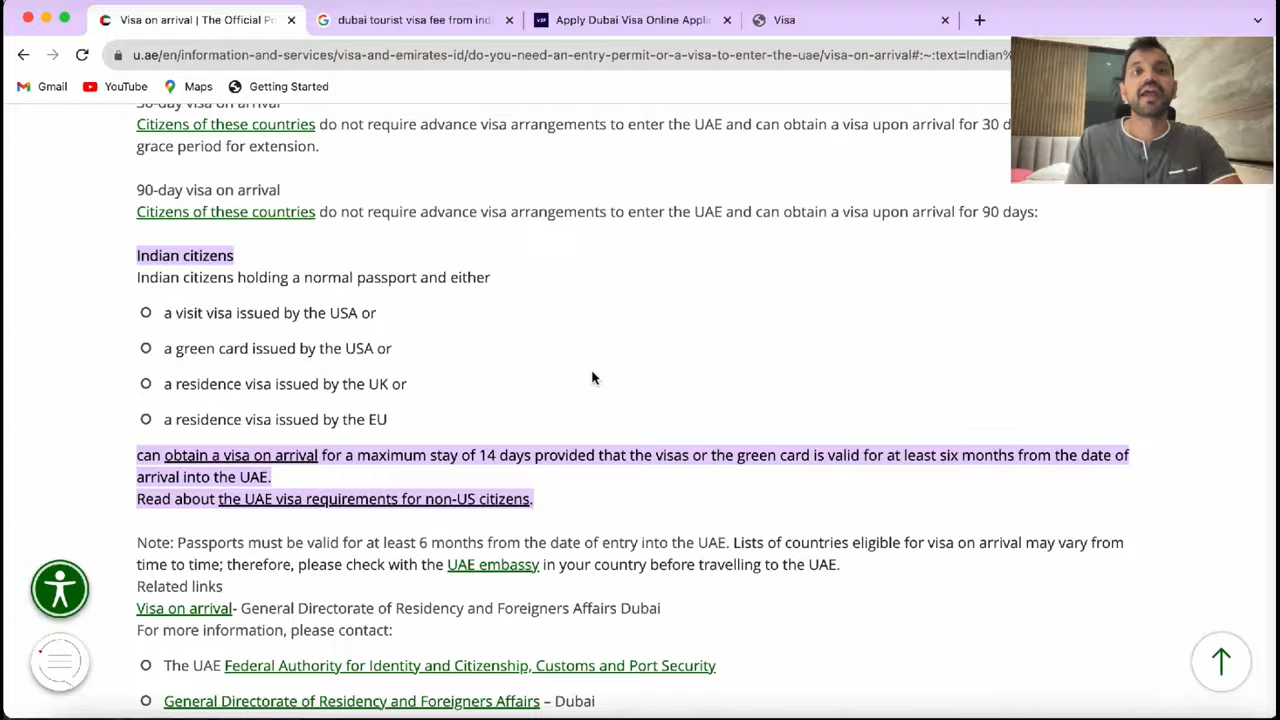 Visa on arrival | The Official Po
dubai tourist visa fee from indi
VXP Apply Dubai Visa Online Applic
Visa
u.ae/en/information-and-services/visa-and-emirates-id/do-you-need-an-entry-permit-or-a-visa-to-enter-the-uae/visa-on-arrival#:~:text=Indian%
Gmail YouTube Maps Getting Started
30-day visa on arrival
Citizens of these countries do not require advance visa arrangements to enter the UAE and can obtain a visa upon arrival for 30 d
grace period for extension.
90-day visa on arrival
Citizens of these countries do not require advance visa arrangements to enter the UAE and can obtain a visa upon arrival for 90 days:
Indian citizens
Indian citizens holding a normal passport and either
a visit visa issued by the USA or
a green card issued by the USA or
a residence visa issued by the UK or
a residence visa issued by the EU
can obtain a visa on arrival for a maximum stay of 14 days provided that the visas or the green card is valid for at least six months from the date of
arrival into the UAE.
Read about the UAE visa requirements for non-US citizens.
Note: Passports must be valid for at least 6 months from the date of entry into the UAE. Lists of countries eligible for visa on arrival may vary from
time to time; therefore, please check with the UAE embassy in your country before travelling to the UAE.
Related links
Visa on arrival- General Directorate of Residency and Foreigners Affairs Dubai
For more information, please contact:
The UAE Federal Authority for Identity and Citizenship, Customs and Port Security
General Directorate of Residency and Foreigners Affairs – Dubai